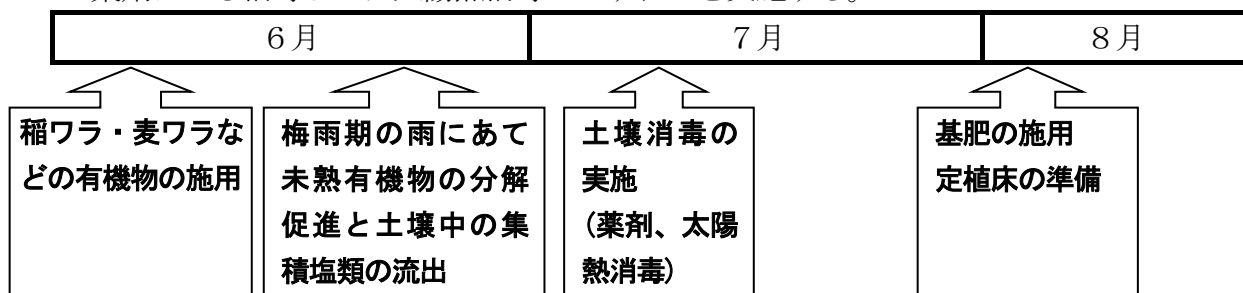 6月 7月 8月
稲ワラ・麦ワラな
どの有機物の施用
梅雨期の雨にあて
未熟有機物の分解
促進と土壌中の集
積塩類の流出
土壌消毒の
実施
(薬剤、太陽
熱消毒)
基肥の施用
定植床の準備